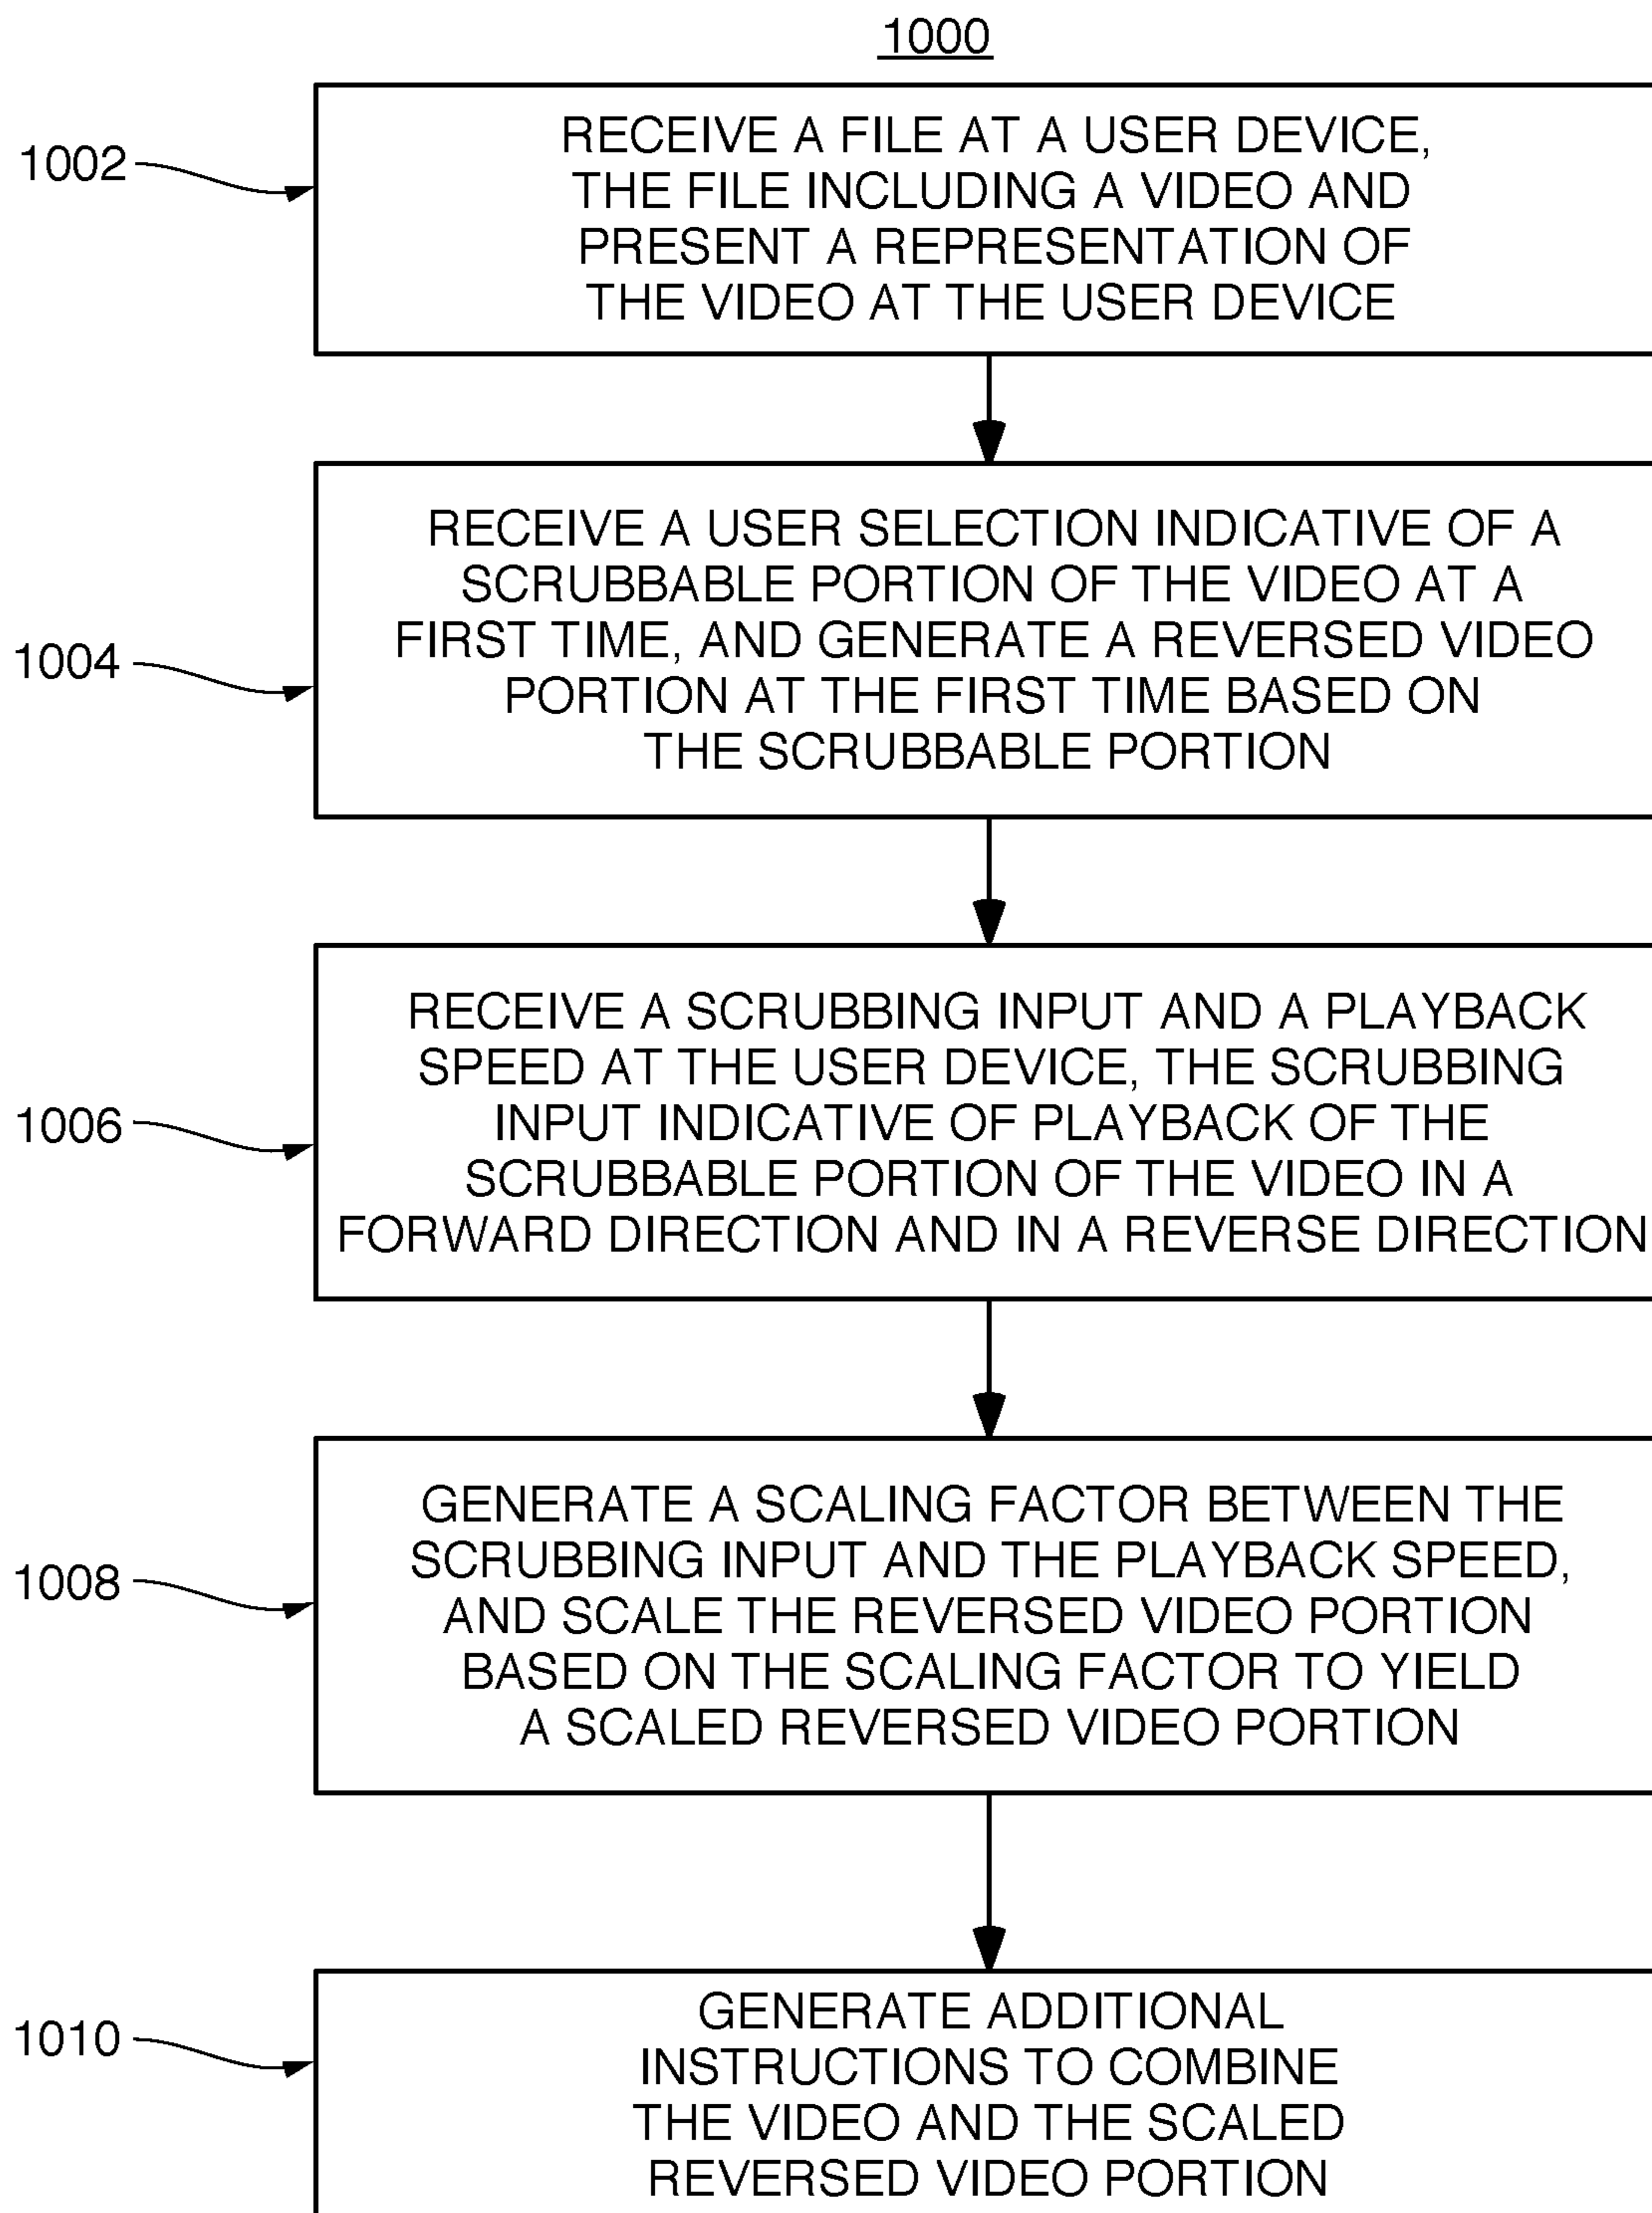 1000
1002
RECEIVE A FILE AT A USER DEVICE,
THE FILE INCLUDING A VIDEO AND
PRESENT A REPRESENTATION OF
THE VIDEO AT THE USER DEVICE
1004
RECEIVE A USER SELECTION INDICATIVE OF A
SCRUBBABLE PORTION OF THE VIDEO AT A
FIRST TIME, AND GENERATE A REVERSED VIDEO
PORTION AT THE FIRST TIME BASED ON
THE SCRUBBABLE PORTION
1006
RECEIVE A SCRUBBING INPUT AND A PLAYBACK
SPEED AT THE USER DEVICE, THE SCRUBBING
INPUT INDICATIVE OF PLAYBACK OF THE
SCRUBBABLE PORTION OF THE VIDEO IN A
FORWARD DIRECTION AND IN A REVERSE DIRECTION
1008
GENERATE A SCALING FACTOR BETWEEN THE
SCRUBBING INPUT AND THE PLAYBACK SPEED,
AND SCALE THE REVERSED VIDEO PORTION
BASED ON THE SCALING FACTOR TO YIELD
A SCALED REVERSED VIDEO PORTION
1010
GENERATE ADDITIONAL
INSTRUCTIONS TO COMBINE
THE VIDEO AND THE SCALED
REVERSED VIDEO PORTION